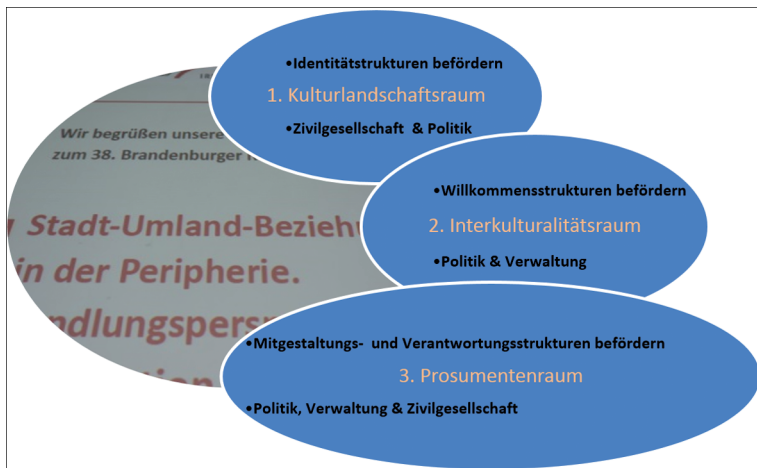 •Identitätstrukturen befördern
1. Kulturlandschaftsraum
•Zivilgesellschaft & Politik
Wir begrüßen unsere
zum 38. Brandenburger
•Willkommensstrukturen befördern
Stadt-Umland-Bezieh
2. Interkulturalitätsraum
in der Peripherie.
•Politik & Verwaltung
ndlungspers
•Mitgestaltungs- und Verantwortungsstrukturen befördern
3. Prosumentenraum
•Politik, Verwaltung & Zivilgesellschaft